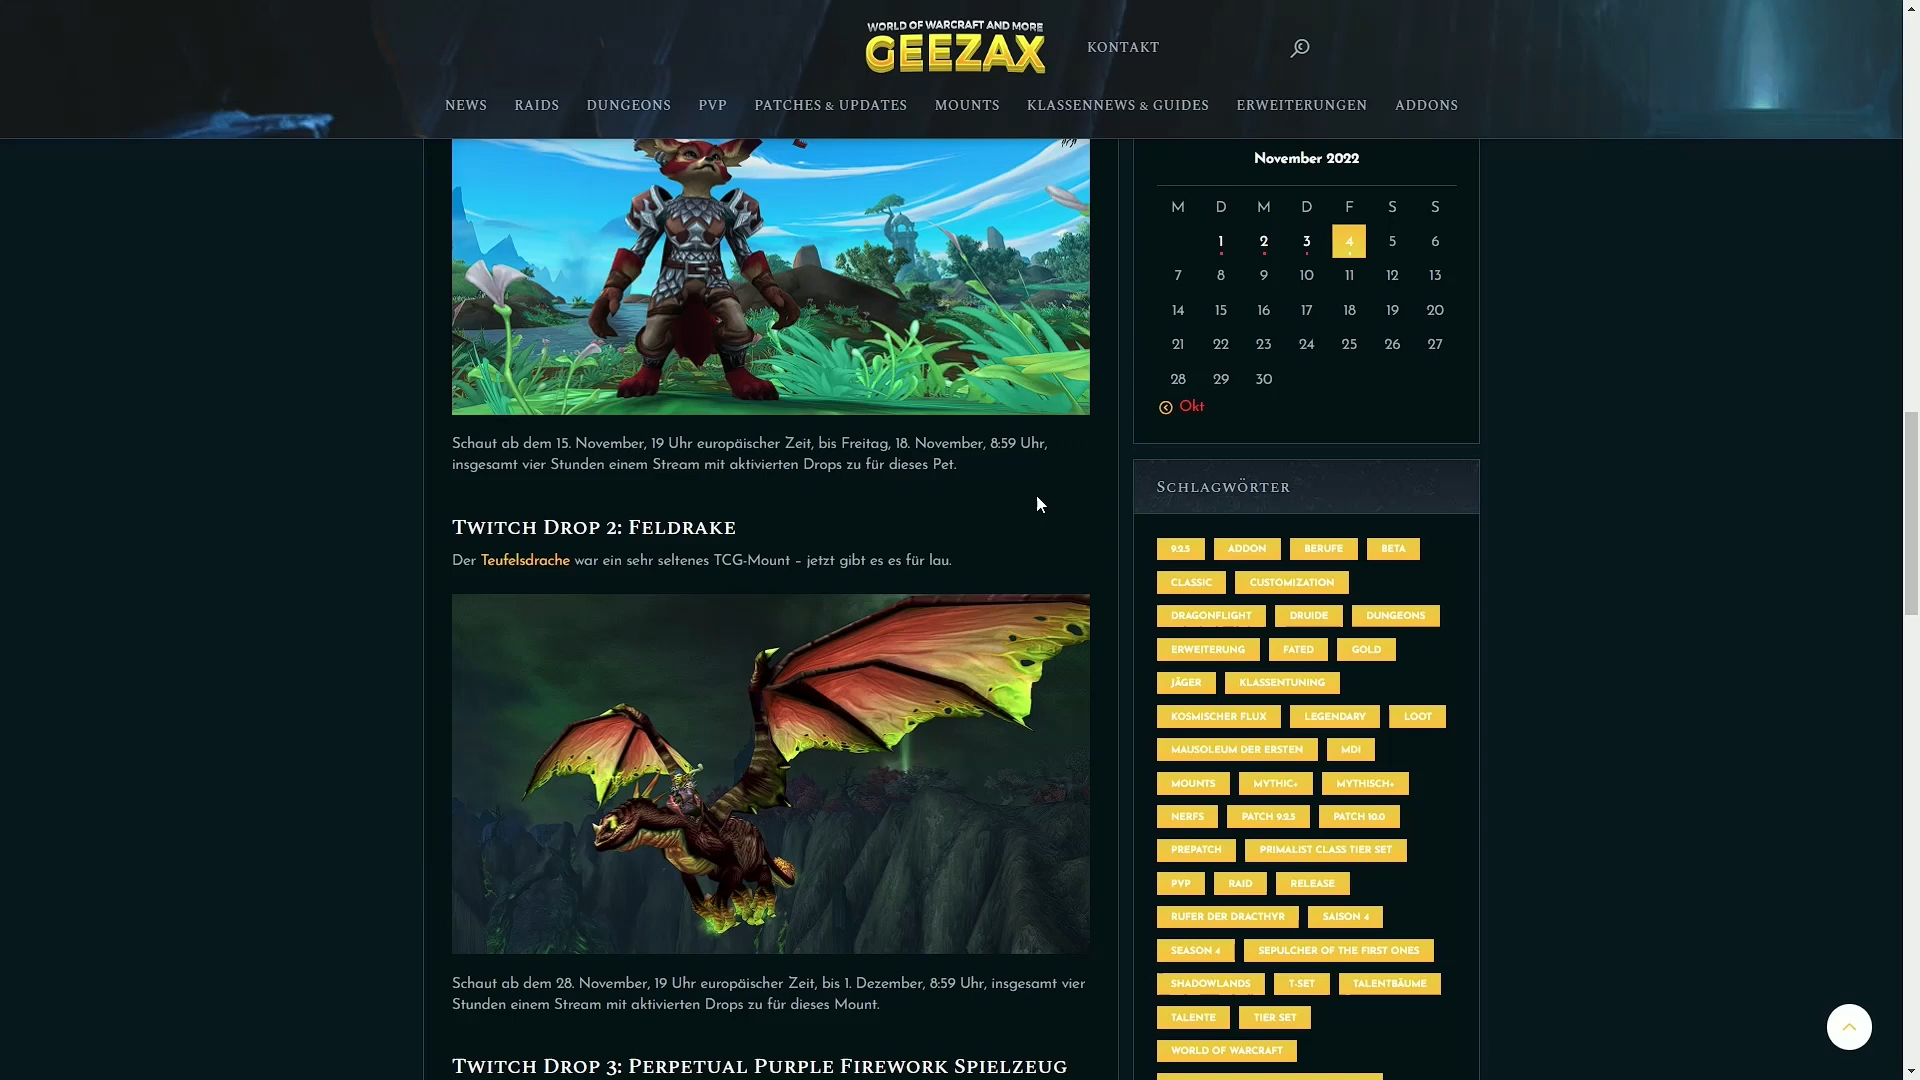 WORLD OF WARCRAFT AND MORE
GEEZAX
KONTAKT
NEWS RAIDS DUNGEONS PVP PATCHES & UPDATES MOUNTS KLASSENNEWS & GUIDES ERWEITERUNGEN ADDONS
Schaut ab dem 15. November, 19 Uhr europäischer Zeit, bis Freitag, 18. November, 8:59 Uhr,
insgesamt vier Stunden einem Stream mit aktivierten Drops zu für dieses Pet.
Twitch Drop 2: Feldrake
Der Teufelsdrache war ein sehr seltenes TCG-Mount – jetzt gibt es es für lau.
Schaut ab dem 28. November, 19 Uhr europäischer Zeit, bis 1. Dezember, 8:59 Uhr, insgesamt vier
Stunden einem Stream mit aktivierten Drops zu für dieses Mount.
Twitch Drop 3: Perpetual Purple Firework Spielzeug
November 2022
M D M D F S S
1 2 3 4 5 6
7 8 9 10 11 12 13
14 15 16 17 18 19 20
21 22 23 24 25 26 27
28 29 30
Okt
Schlagwörter
9.2.5 ADDON BERUFE BETA
CLASSIC CUSTOMIZATION
DRAGONFLIGHT DRUIDE DUNGEONS
ERWEITERUNG FATED GOLD
JÄGER KLASSENTUNING
KOSMISCHER FLUX LEGENDARY LOOT
MAUSOLEUM DER ERSTEN MDI
MOUNTS MYTHIC+ MYTHISCH+
NERFS PATCH 9.2.5 PATCH 10.0
PREPATCH PRIMALIST CLASS TIER SET
PVP RAID RELEASE
RUFER DER DRACTHYR SAISON 4
SEASON 4 SEPULCHER OF THE FIRST ONES
SHADOWLANDS T-SET TALENTBÄUME
TALENTE TIER SET
WORLD OF WARCRAFT